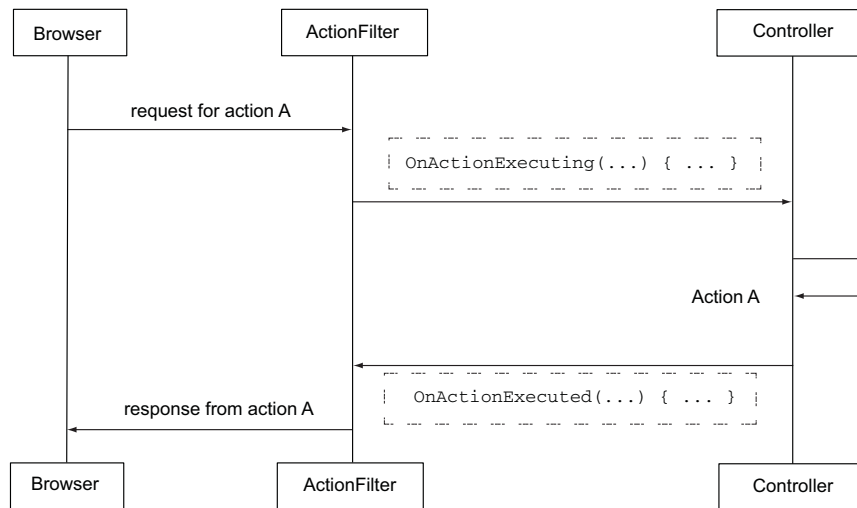 Browser
ActionFilter
Controller
request for action A
OnActionExecuting(...) { ... }
Action A
OnActionExecuted(...) { ... }
response from action A
Browser
ActionFilter
Controller